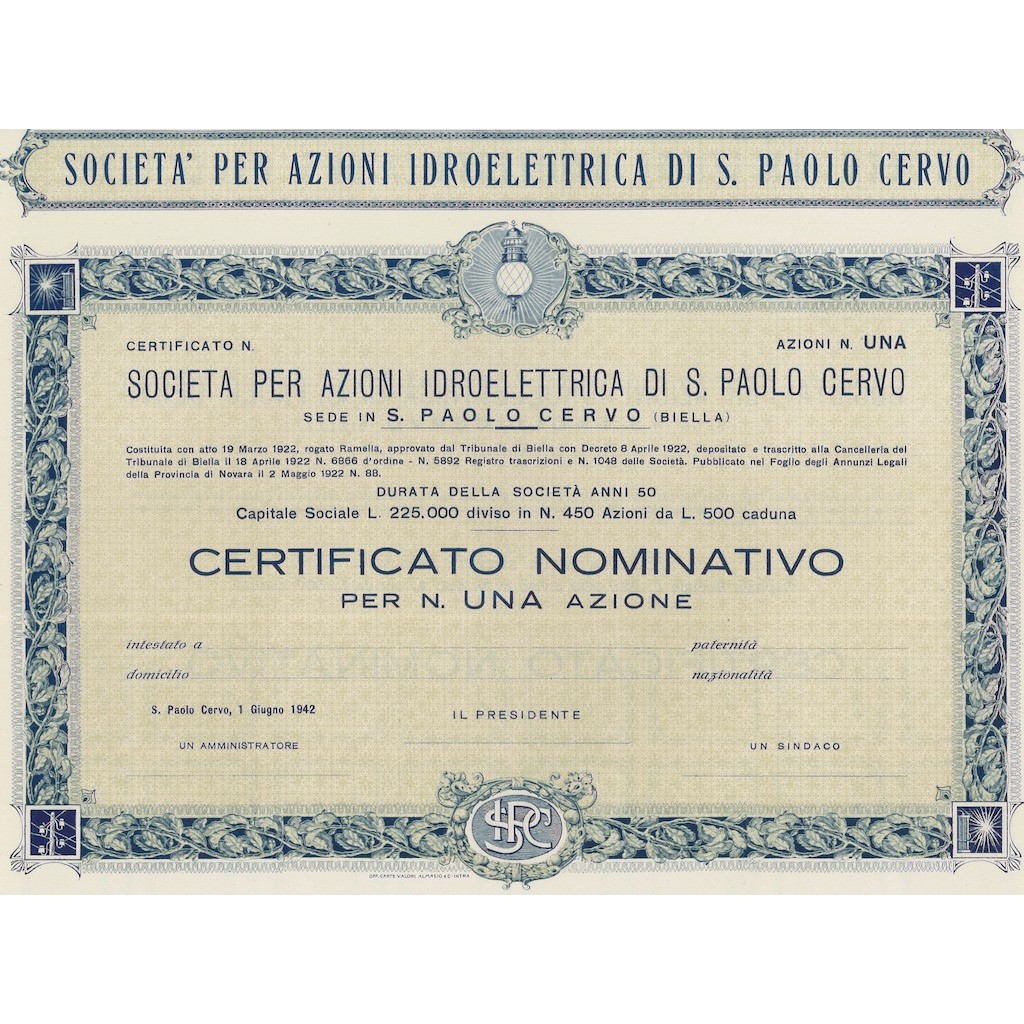 SOCIETA' PER AZIONI IDROELETTRICA DI S. PAOLO CERVO
CERTIFICATO N.
AZIONI N. UNA
SOCIETA PER AZIONI IDROELETTRICA DI S. PAOLO CERVO
SEDE IN S. PAOLO CERVO (BIELLA)
Costituita con atto 19 Marzo 1922, rogato Ramella, approvato dal Tribunale di Biella con Decreto 8 Aprile 1922, depositato e trascritto alla Cancelleria del
Tribunale di Biella il 18 Aprile 1922 N. 6866 d'ordine - N. 5892 Registro trascrizioni e N. 1048 delle Società. Pubblicato nel Foglio degli Annunzi Legali
della Provincia di Novara il 2 Maggio 1922 N. 88.
DURATA DELLA SOCIETÀ ANNI 50
Capitale Sociale L. 225.000 diviso in N. 450 Azioni da L. 500 caduna
CERTIFICATO NOMINATIVO
PER N. UNA AZIONE
intestato a
paternità
domicilio
nazionalità
S. Paolo Cervo, 1 Giugno 1942
IL PRESIDENTE
UN AMMINISTRATORE
UN SINDACO
OFF. CARTE VALORI ALMASIO & C - INTRA